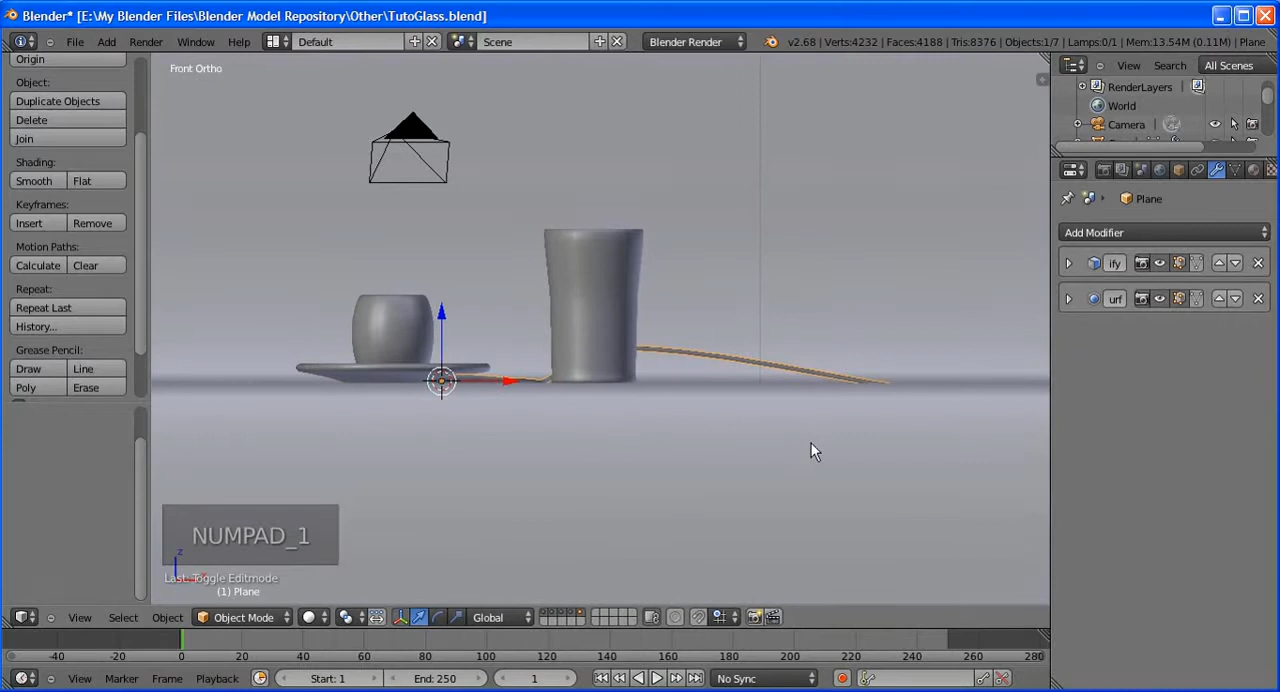 Blender* [E:\My Blender Files\Blender Model Repository\Other\TutoGlass.blend]
File Add Render Window Help Default Scene Blender Render v2.68 | Verts:4232 | Faces:4188 | Tris:8376 | Objects:1/7 | Lamps:0/1 | Mem:13.54M (0.11M) | Plane
Origin
Object:
Duplicate Objects
Delete
Join
Shading:
Smooth Flat
Keyframes:
Insert Remove
Motion Paths:
Calculate Clear
Repeat:
Repeat Last
History...
Grease Pencil:
Draw Line
Poly Erase
Front Ortho
NUMPAD_1
z
Last: Toggle Editmode
(1) Plane
View Search All Scenes
RenderLayers
World
Camera
Plane
Add Modifier
ify
urf
View Select Object Object Mode Global
-40 -20 0 20 40 60 80 100 120 140 160 180 200 220 240 260 280
View Marker Frame Playback Start: 1 End: 250 1 No Sync